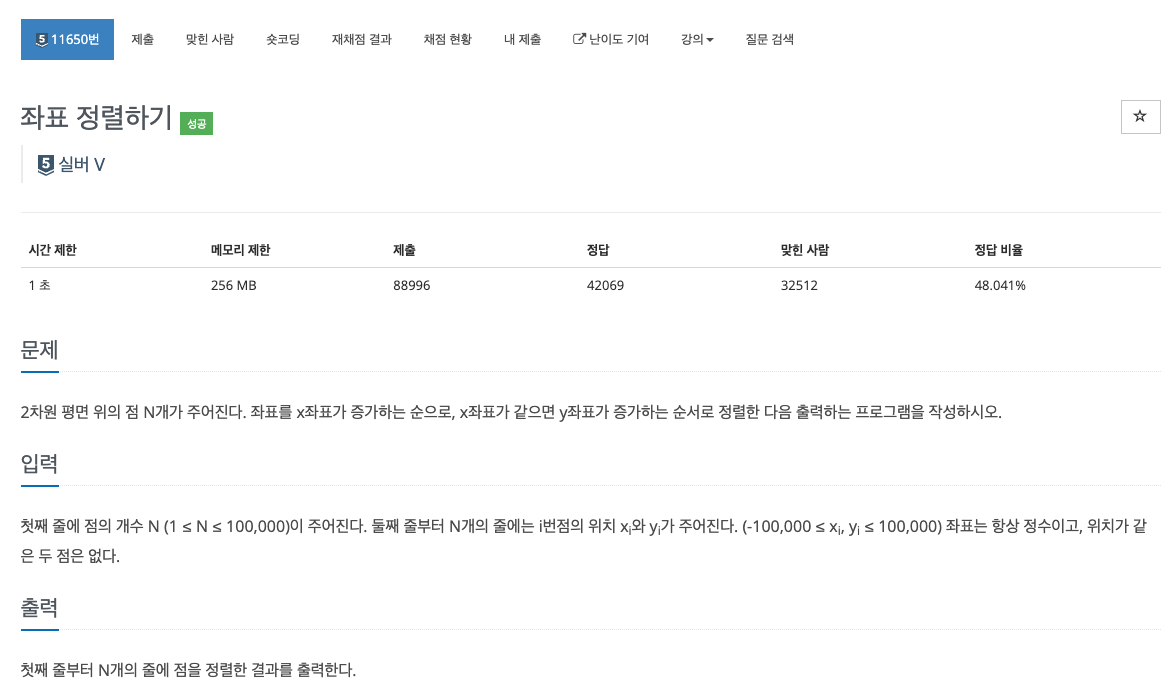 5 11650번 제출 맞힌 사람 숏코딩 재채점 결과 채점 현황 내 제출 난이도 기여 강의 질문 검색
좌표 정렬하기 성공
5 실버 V
시간 제한 메모리 제한 제출 정답 맞힌 사람 정답 비율
1 초 256 MB 88996 42069 32512 48.041%
문제
2차원 평면 위의 점 N개가 주어진다. 좌표를 x좌표가 증가하는 순으로, x좌표가 같으면 y좌표가 증가하는 순서로 정렬한 다음 출력하는 프로그램을 작성하시오.
입력
첫째 줄에 점의 개수 N (1 ≤ N ≤ 100,000)이 주어진다. 둘째 줄부터 N개의 줄에는 i번점의 위치 xi와 yi가 주어진다. (-100,000 ≤ xi, yi ≤ 100,000) 좌표는 항상 정수이고, 위치가 같
은 두 점은 없다.
출력
첫째 줄부터 N개의 줄에 점을 정렬한 결과를 출력한다.